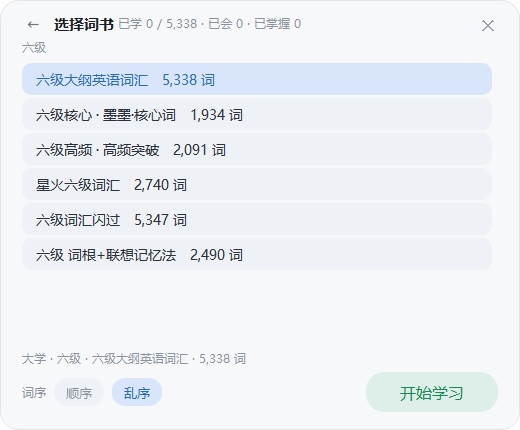 ← 选择词书 已学 0 / 5,338 · 已会 0 · 已掌握 0 ×
六级
六级大纲英语词汇 5,338 词
六级核心 · 墨墨·核心词 1,934 词
六级高频 · 高频突破 2,091 词
星火六级词汇 2,740 词
六级词汇闪过 5,347 词
六级 词根+联想记忆法 2,490 词
大学 · 六级 · 六级大纲英语词汇 · 5,338 词
词序 顺序 乱序 开始学习